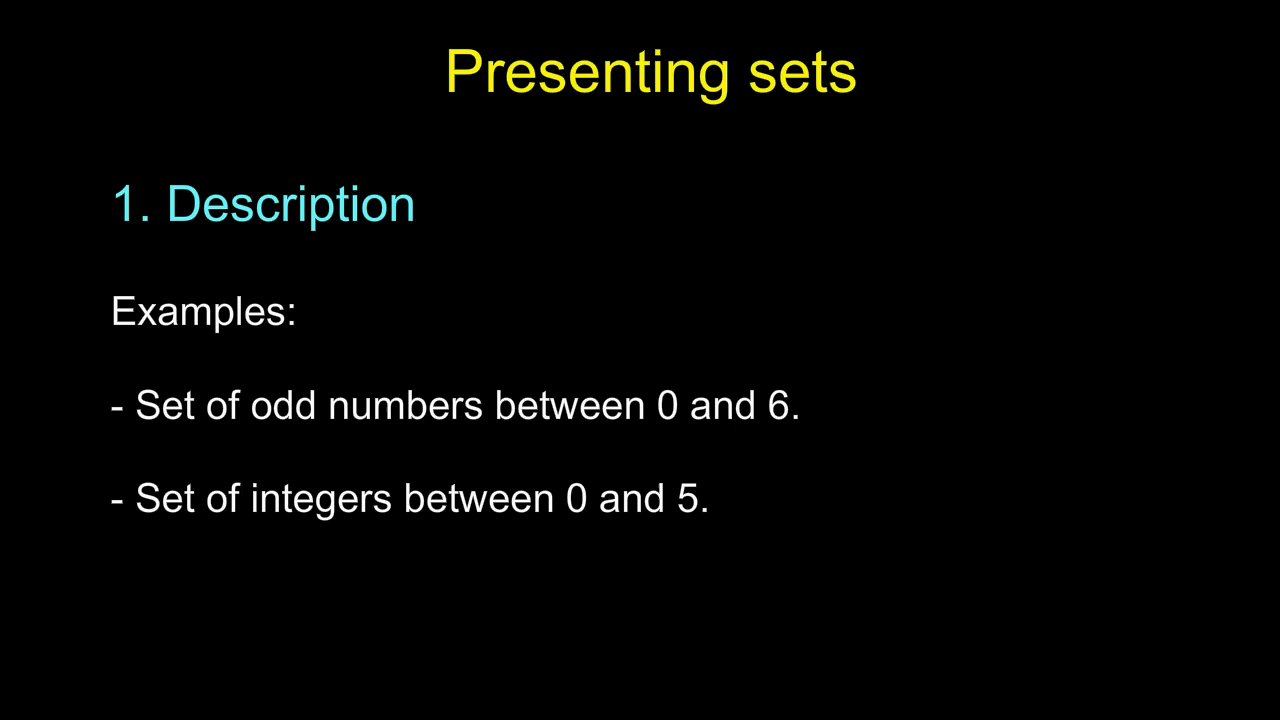 Presenting sets
1. Description
Examples:
- Set of odd numbers between 0 and 6.
- Set of integers between 0 and 5.